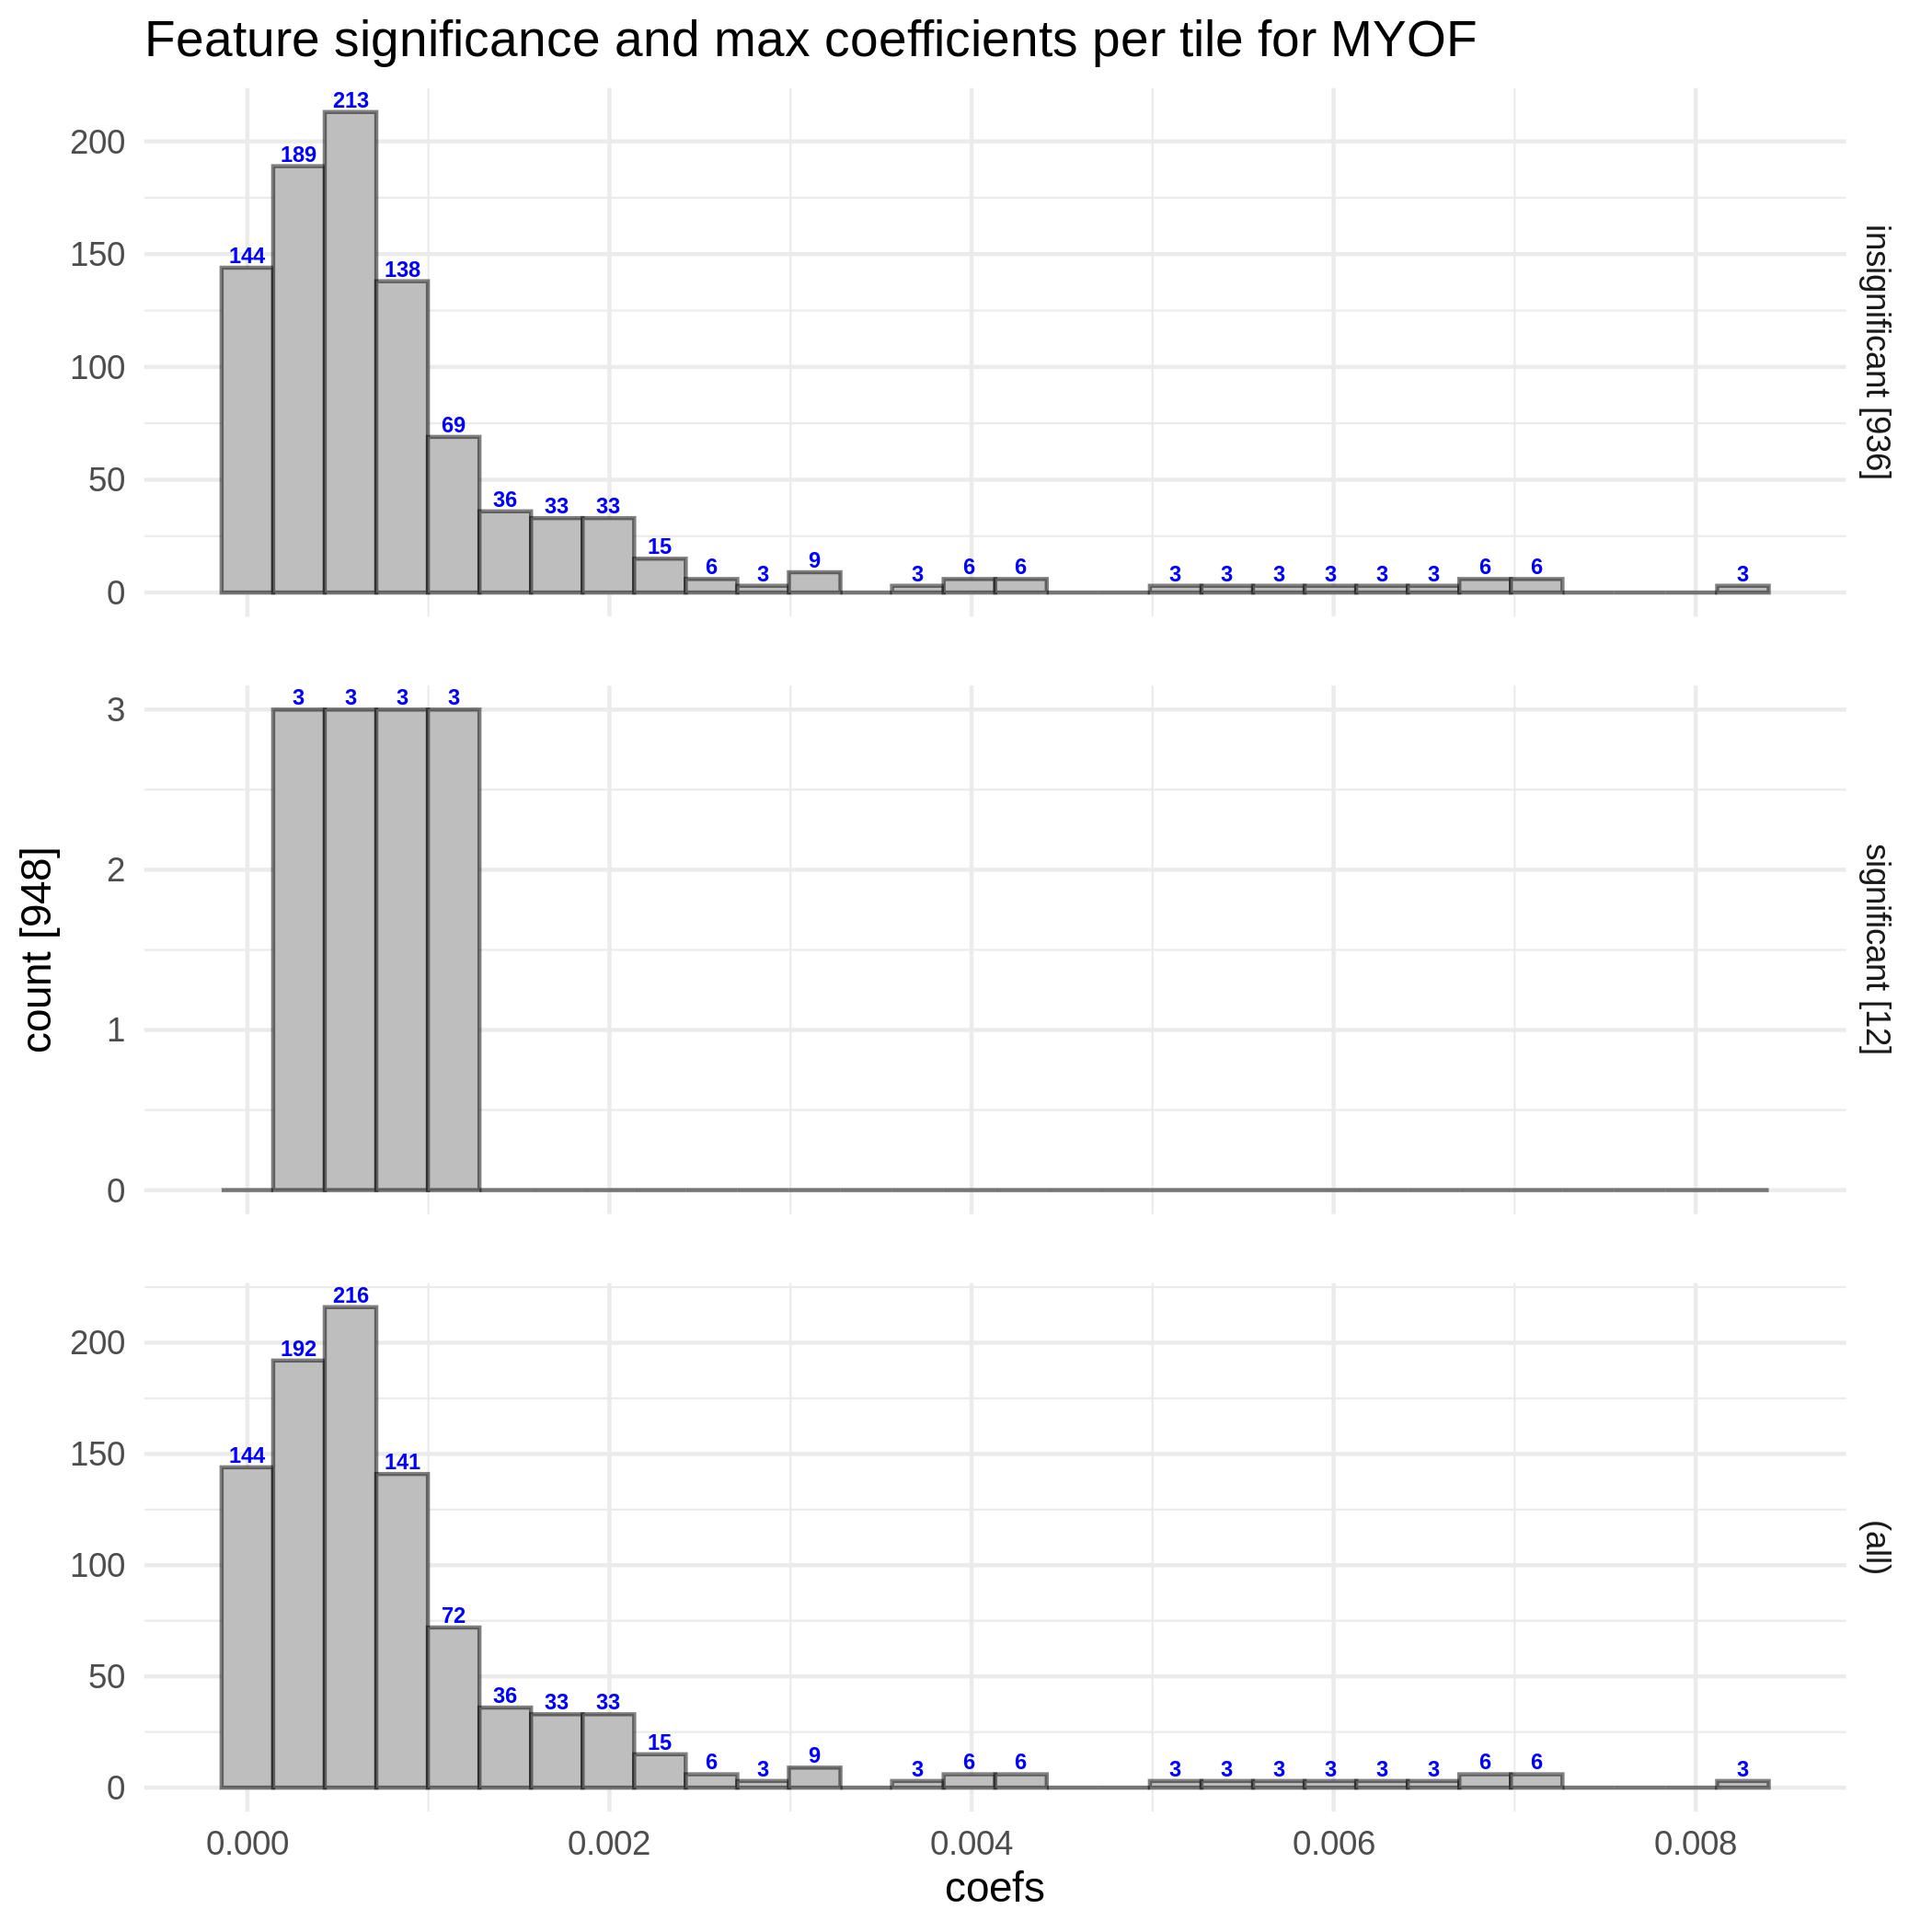 Feature significance and max coefficients per tile for MYOF
213
200
189
150
144
138
100
69
50
36 33 33
15
6 3 9 3 6 6 3 3 3 3 3 3 6 6 3
0
insignificant [936]
3 3 3 3
3
2
1
0
significant [12]
count [948]
216
200
192
150
144
141
100
72
50
36 33 33
15
6 3 9 3 6 6 3 3 3 3 3 3 6 6 3
0
(all)
0.000 0.002 0.004 0.006 0.008
coefs